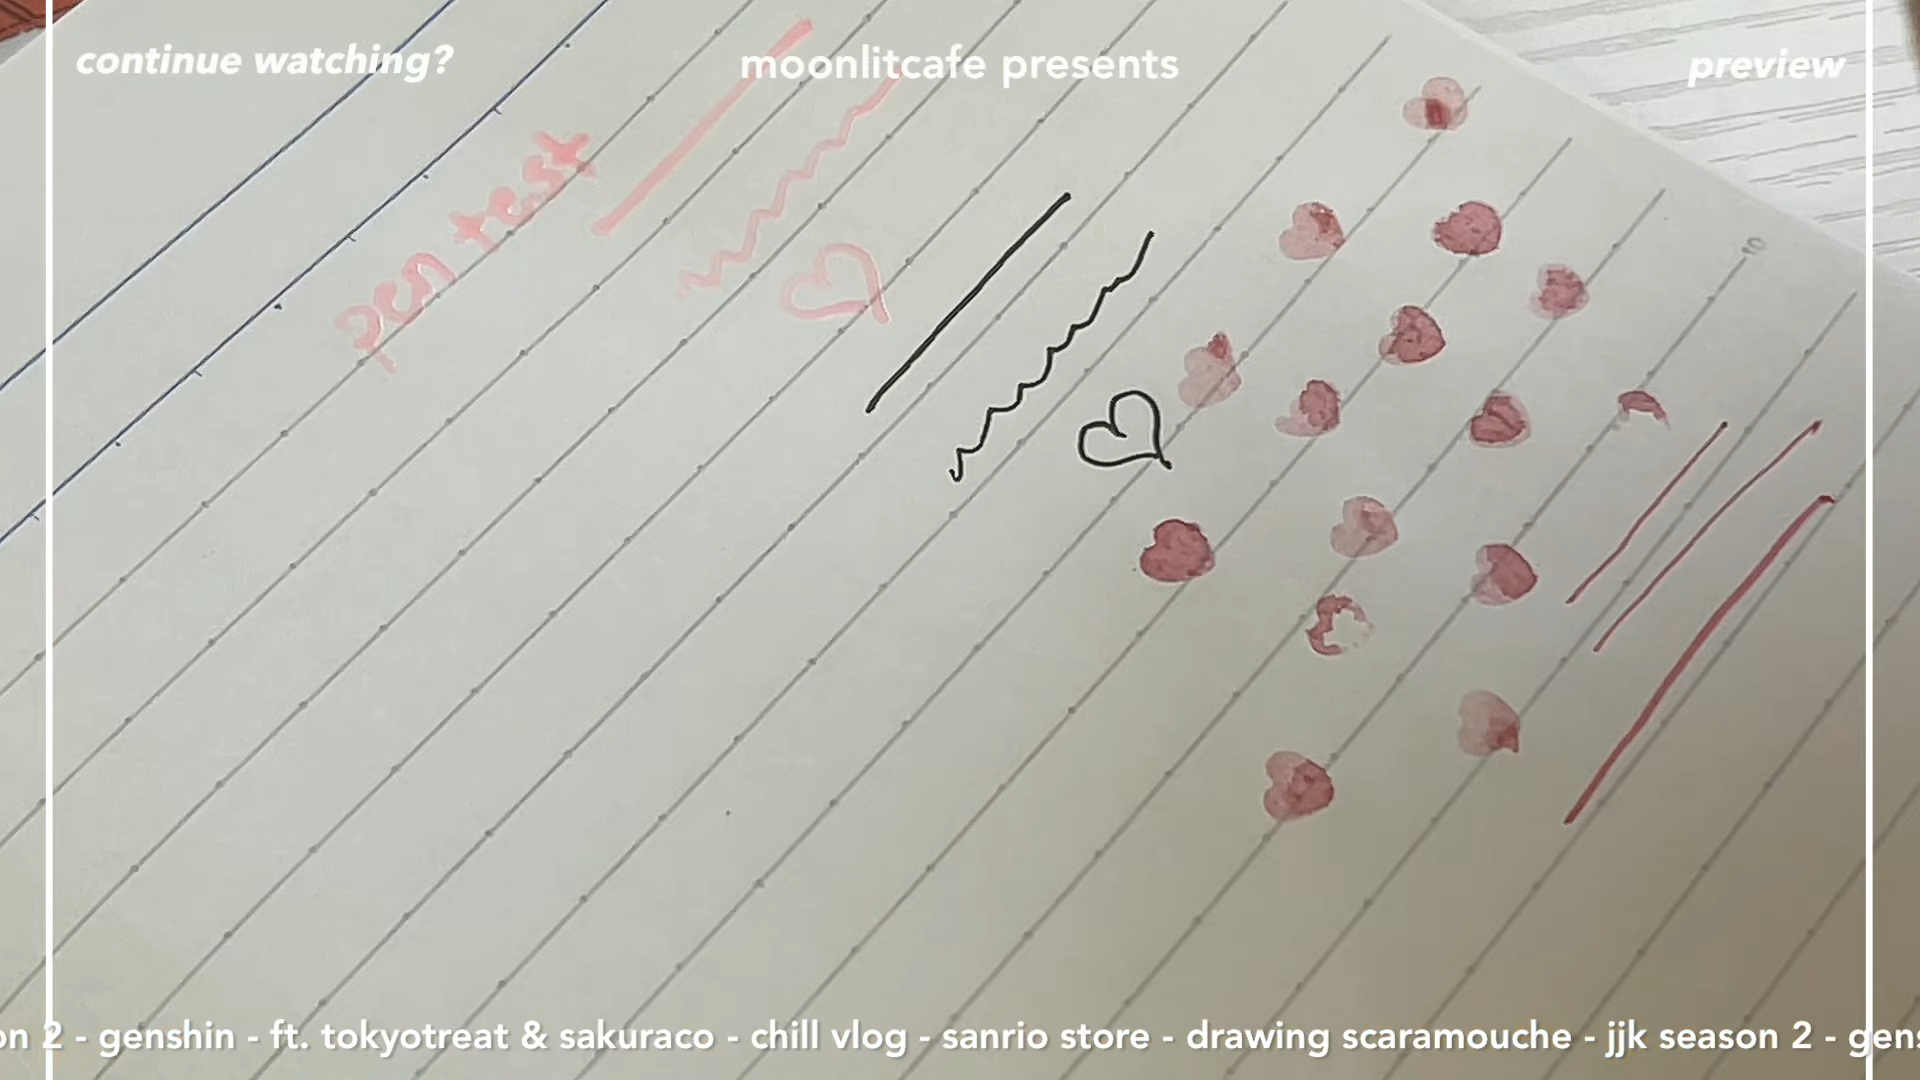 continue watching?
moonlitcafe presents
preview
pen test
10
on 2 - genshin - ft. tokyotreat & sakuraco - chill vlog - sanrio store - drawing scaramouche - jjk season 2 - gens